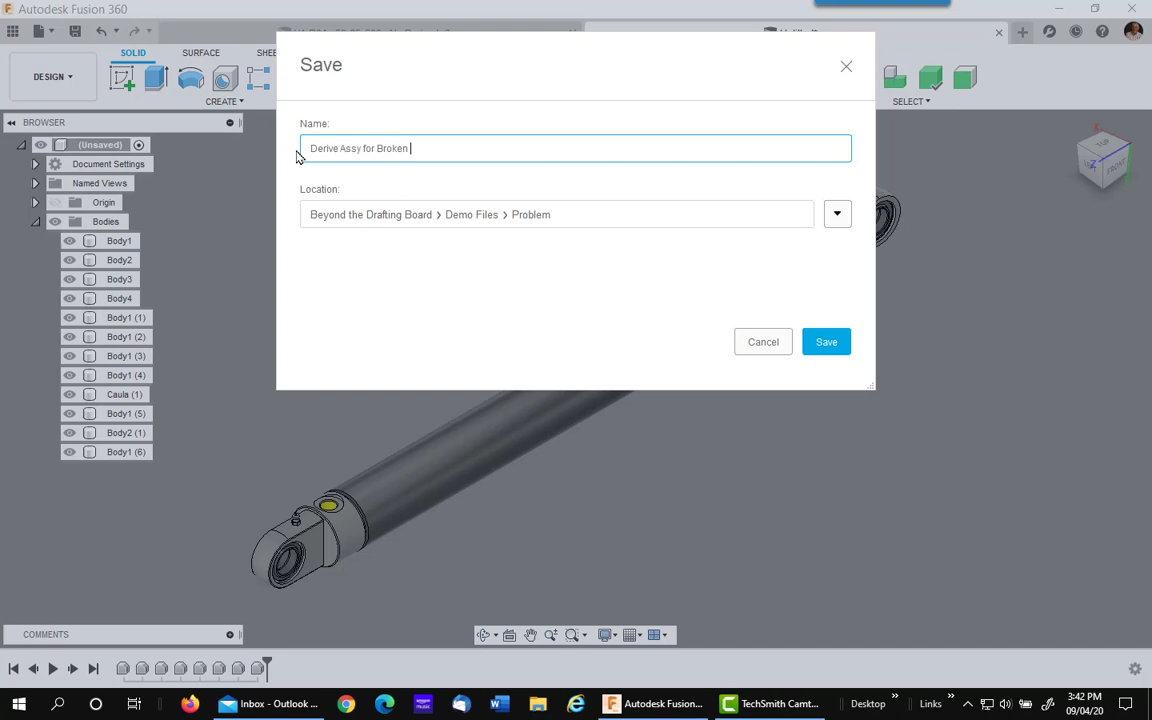 Autodesk Fusion 360
SOLID
SURFACE
SHE
DESIGN
CREATE
SELECT
Save
Name:
Derive Assy for Broken
Location:
Beyond the Drafting Board > Demo Files > Problem
Cancel
Save
BROWSER
(Unsaved)
Document Settings
Named Views
Origin
Bodies
Body1
Body2
Body3
Body4
Body1 (1)
Body1 (2)
Body1 (3)
Body1 (4)
Caula (1)
Body1 (5)
Body2 (1)
Body1 (6)
TOP
FRONT
Z
COMMENTS
Inbox - Outlook ...
Autodesk Fusion...
TechSmith Camt...
Desktop
Links
3:42 PM
09/04/20